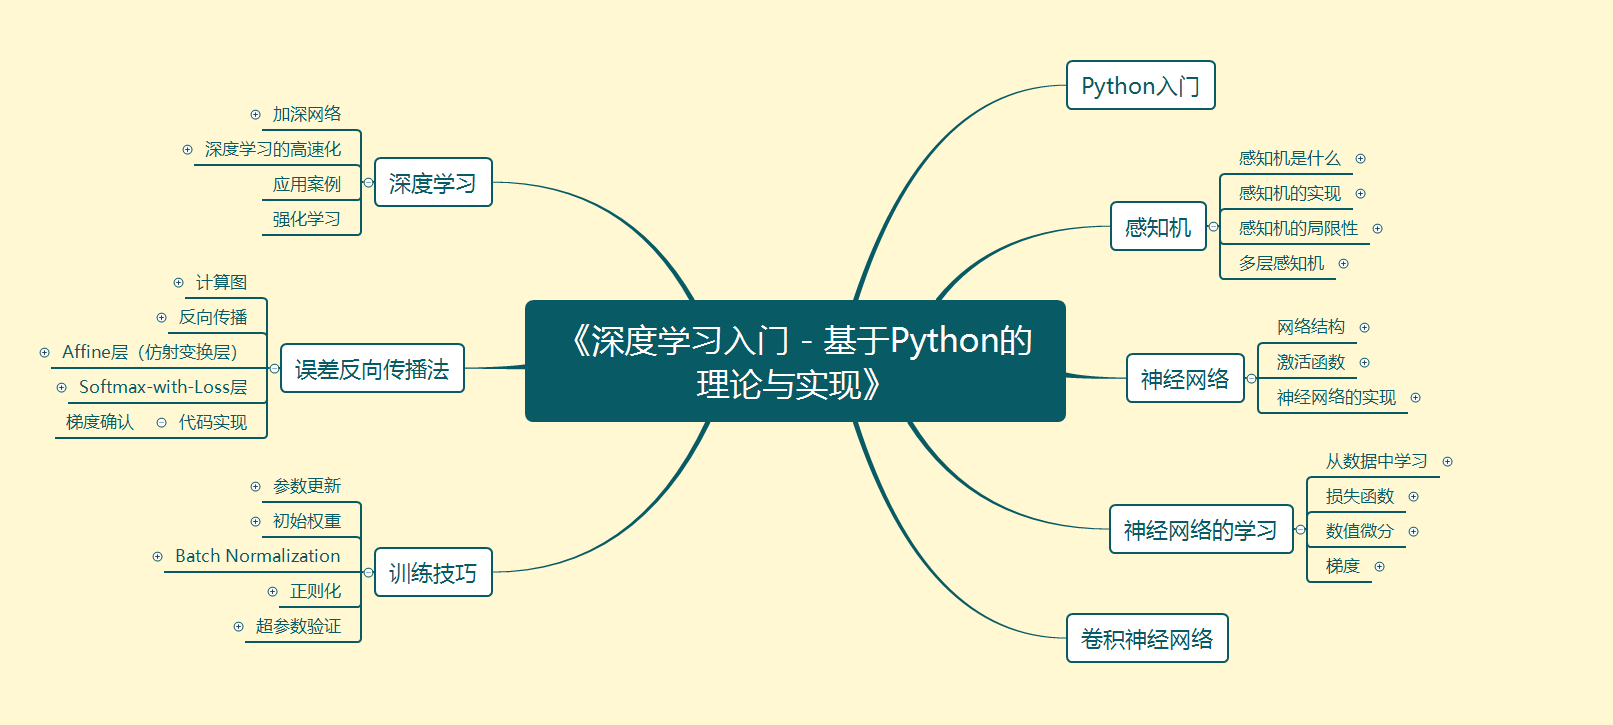 《深度学习入门 - 基于Python的
理论与实现》
Python入门
感知机
感知机是什么
感知机的实现
感知机的局限性
多层感知机
神经网络
网络结构
激活函数
神经网络的实现
神经网络的学习
从数据中学习
损失函数
数值微分
梯度
卷积神经网络
深度学习
加深网络
深度学习的高速化
应用案例
强化学习
误差反向传播法
计算图
反向传播
Affine层（仿射变换层）
Softmax-with-Loss层
代码实现
梯度确认
训练技巧
参数更新
初始权重
Batch Normalization
正则化
超参数验证